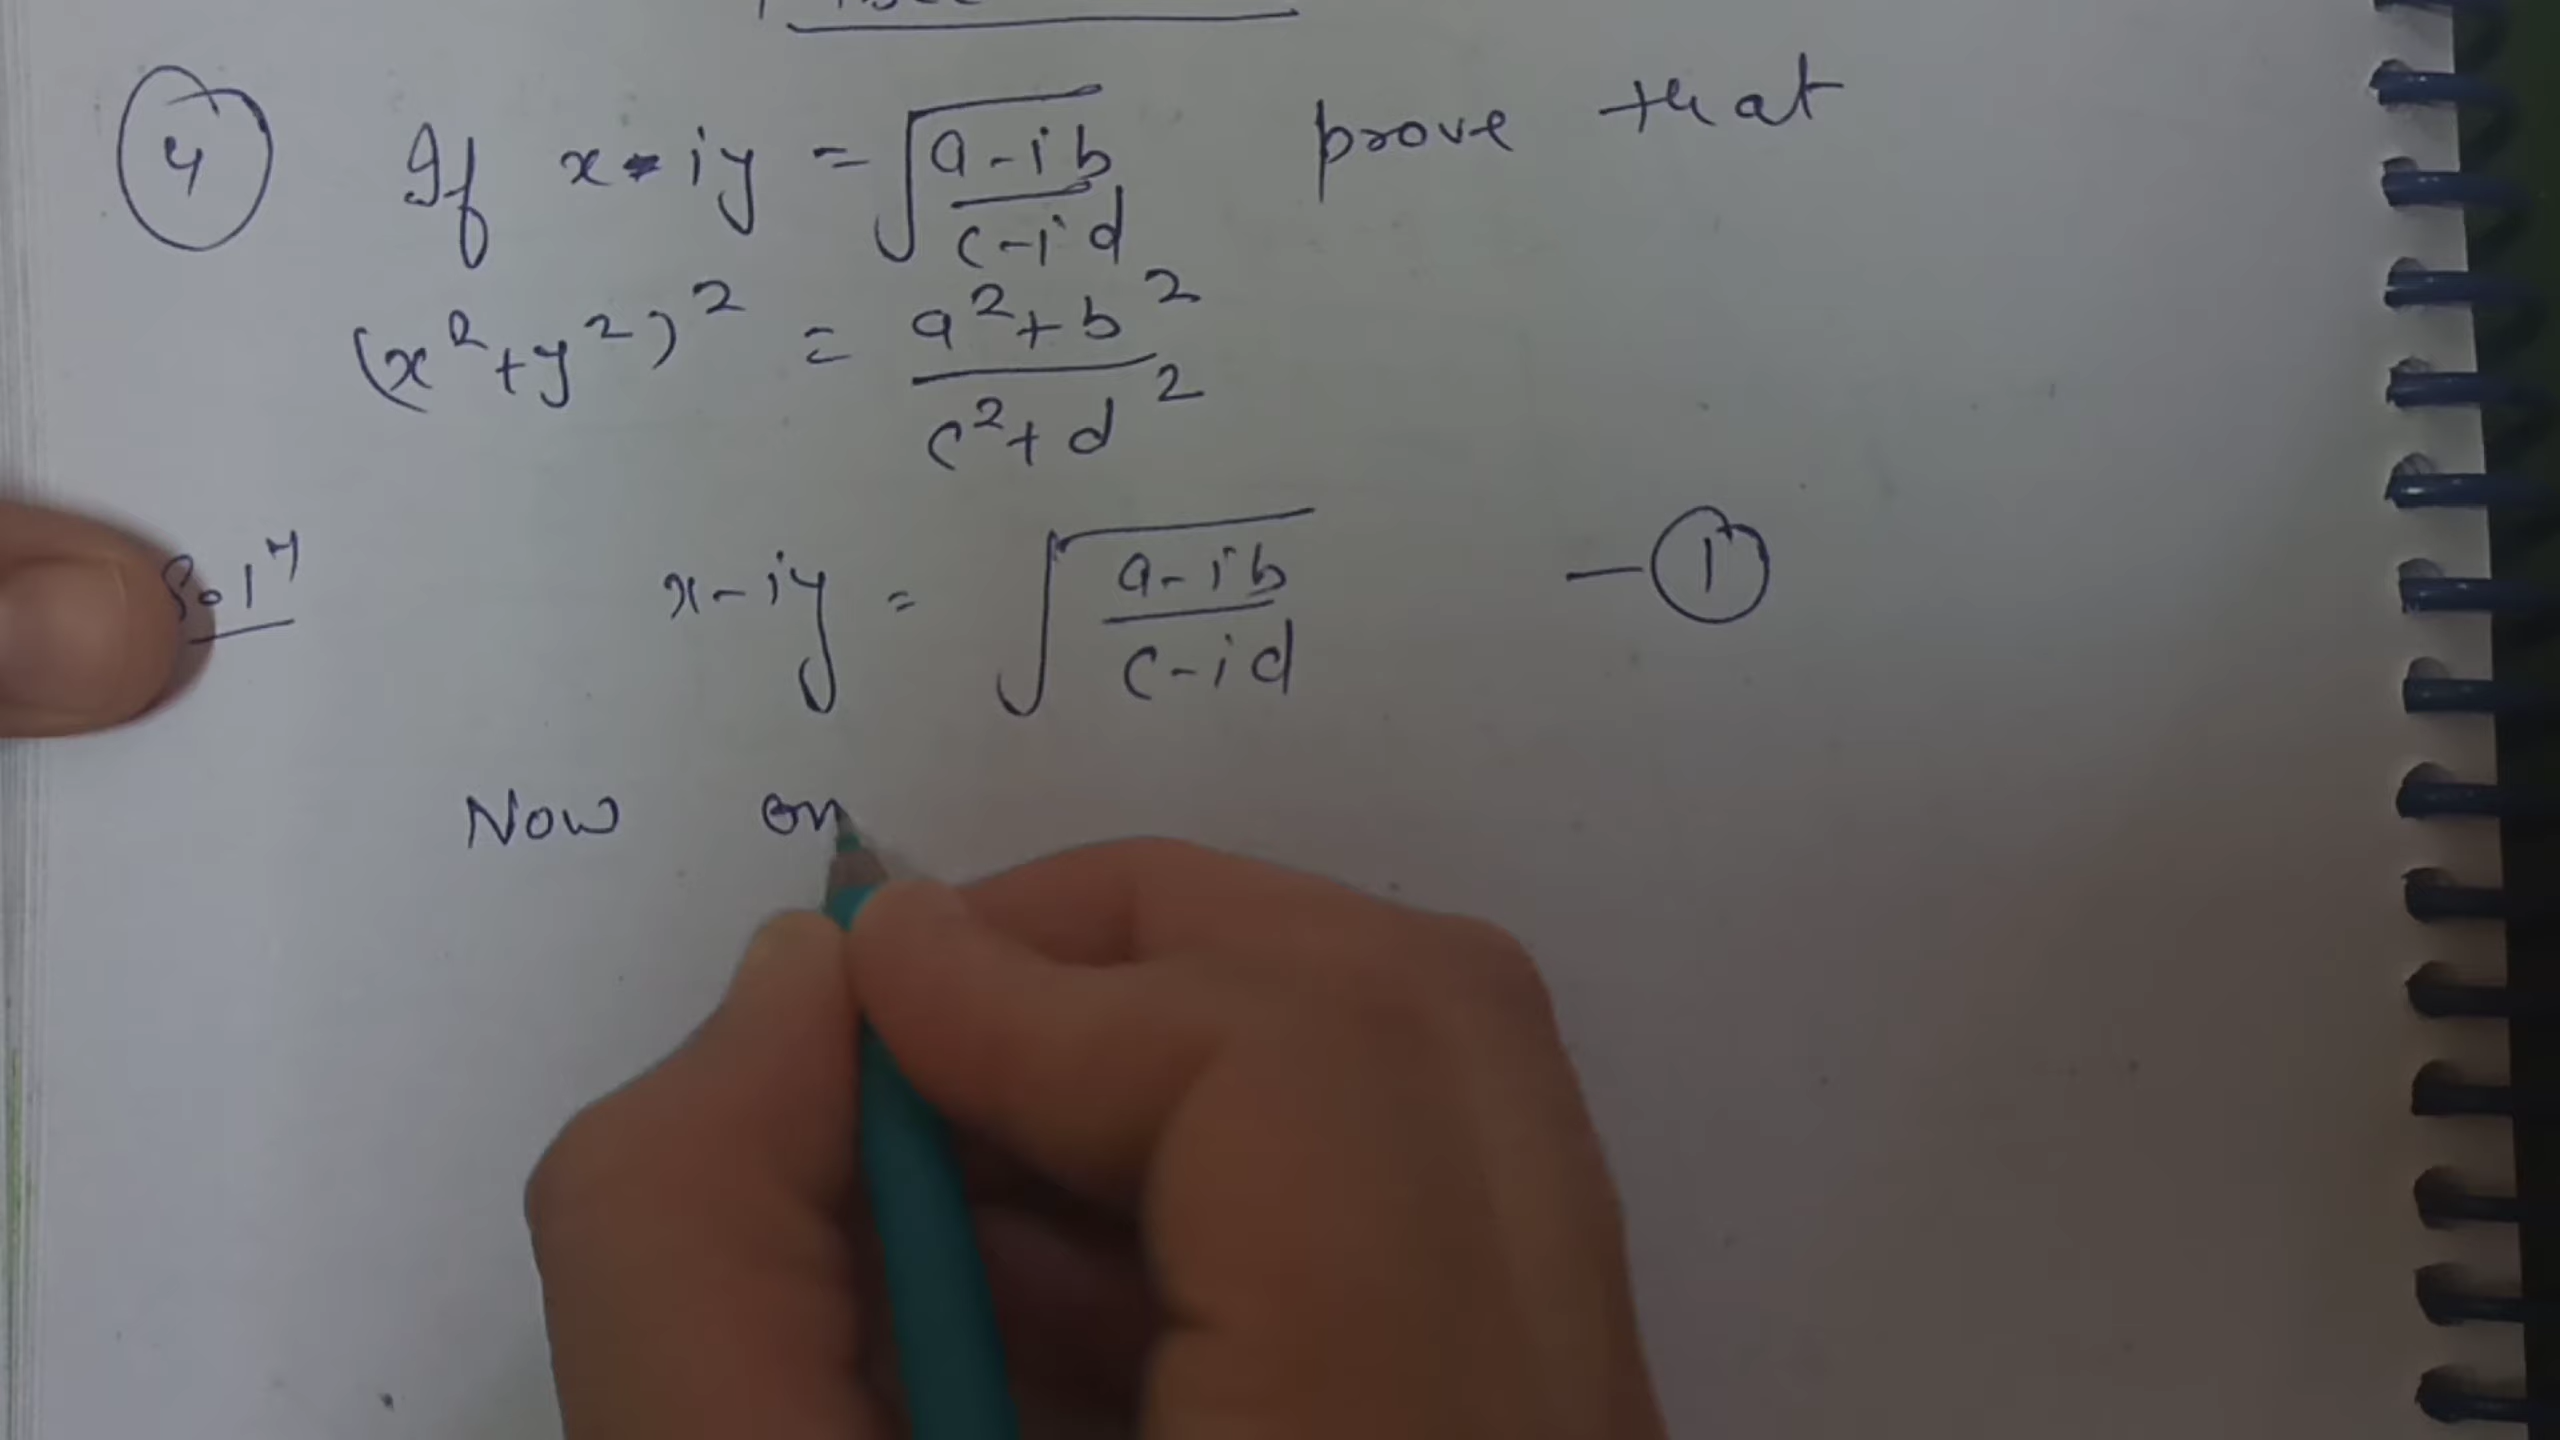 4 If x - iy = √(a-ib / c-id) prove that
(x²+y²)² = a²+b² / c²+d²
Solⁿ x - iy = √(a-ib / c-id) — 1
Now on